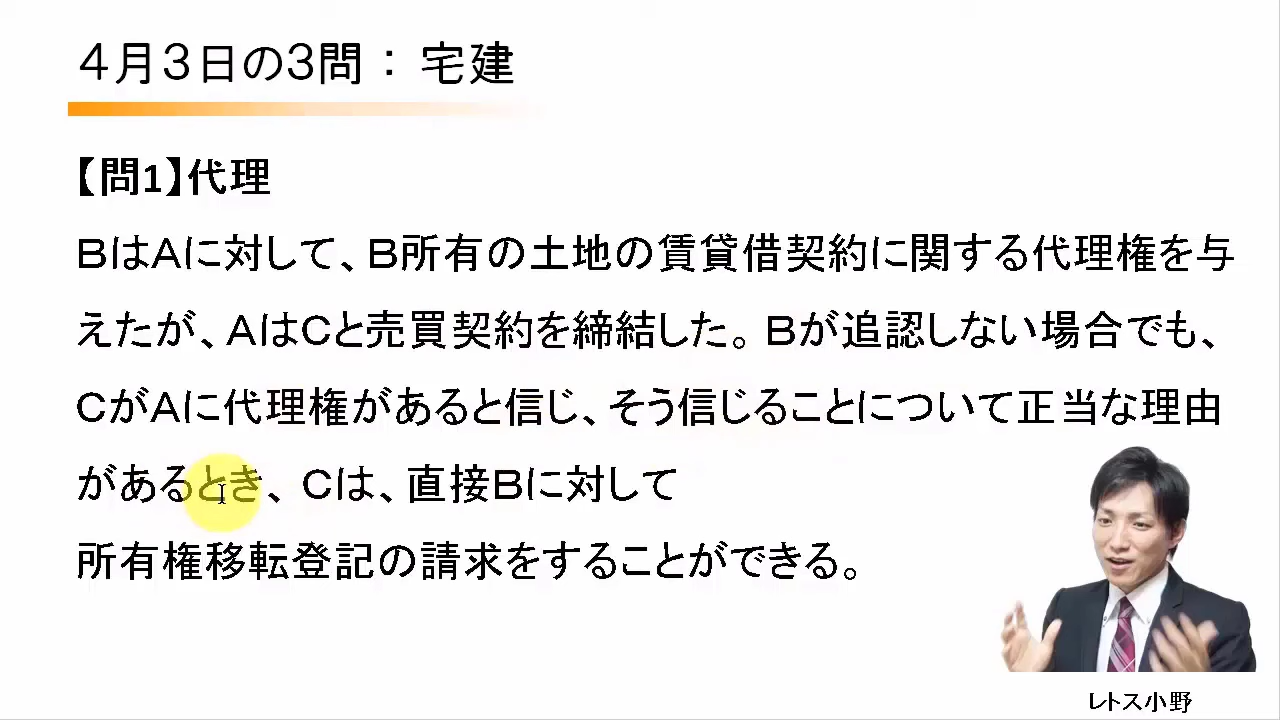 ４月３日の３問：宅建
【問1】代理
ＢはＡに対して、Ｂ所有の土地の賃貸借契約に関する代理権を与
えたが、ＡはＣと売買契約を締結した。Ｂが追認しない場合でも、
ＣがＡに代理権があると信じ、そう信じることについて正当な理由
があるとき、Ｃは、直接Ｂに対して
所有権移転登記の請求をすることができる。
レトス小野